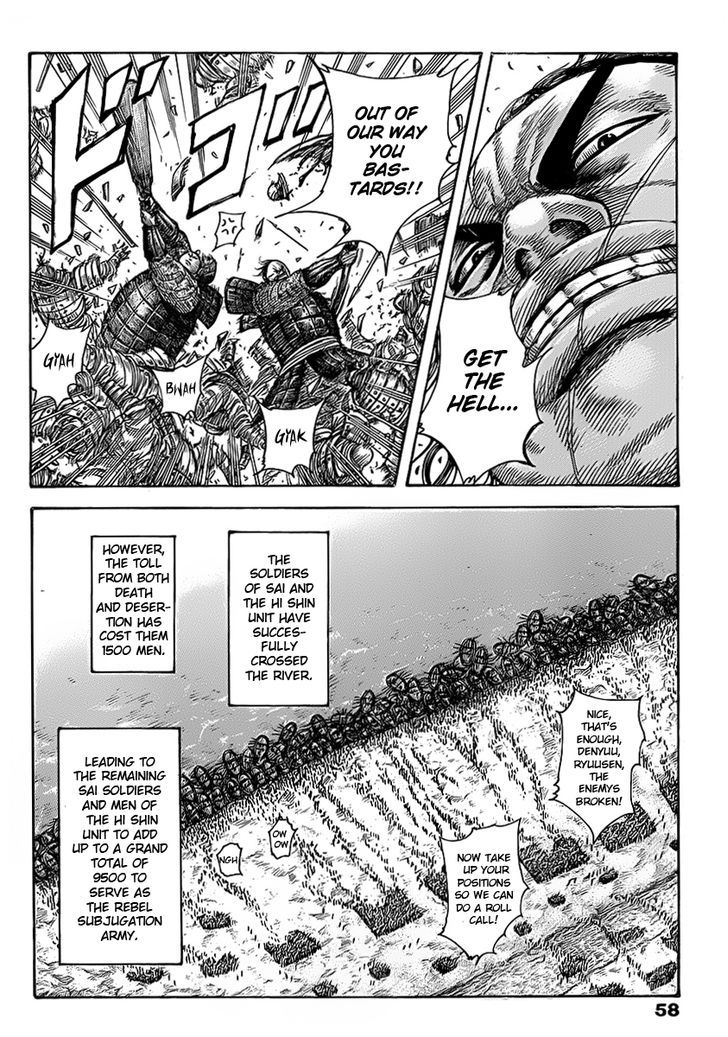 GET
THE
HELL...
OUT OF
OUR WAY
YOU
BAS-
TARDS!!
ドゴッ
GYAH
BWAH
GYAK
THE
SOLDIERS
OF SAI AND
THE HI SHIN
UNIT HAVE
SUCCES-
FULLY
CROSSED
THE RIVER.
HOWEVER,
THE TOLL
FROM BOTH
DEATH
AND DESER-
TION HAS
COST THEM
1500 MEN.
LEADING TO
THE REMAINING
SAI SOLDIERS
AND MEN OF
THE HI SHIN
UNIT TO ADD
UP TO A GRAND
TOTAL OF
9500 TO
SERVE AS
THE REBEL
SUBJUGATION
ARMY.
NICE,
THAT'S
ENOUGH,
DENYUU,
RYUUSEN,
THE
ENEMYS
BROKEN!
NOW TAKE
UP YOUR
POSITIONS
SO WE CAN
DO A ROLL
CALL!
OW
OW
NGH
58